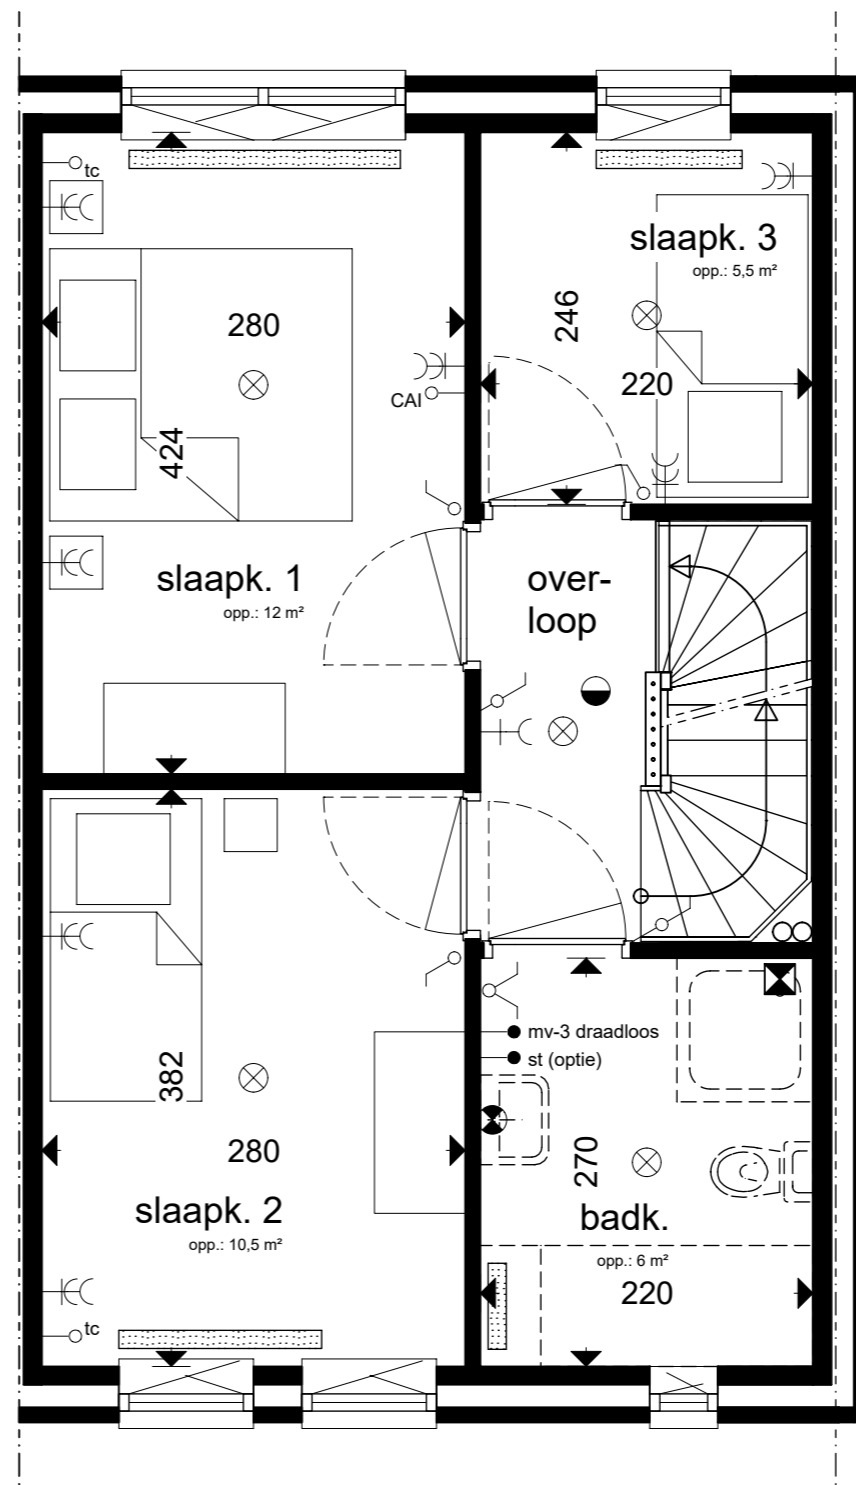 tc
slaapk. 3
opp.: 5,5 m²
280
246
220
CAI
424
slaapk. 1
opp.: 12 m²
over-
loop
mv-3 draadloos
st (optie)
382
280
270
slaapk. 2
opp.: 10,5 m²
badk.
opp.: 6 m²
220
tc